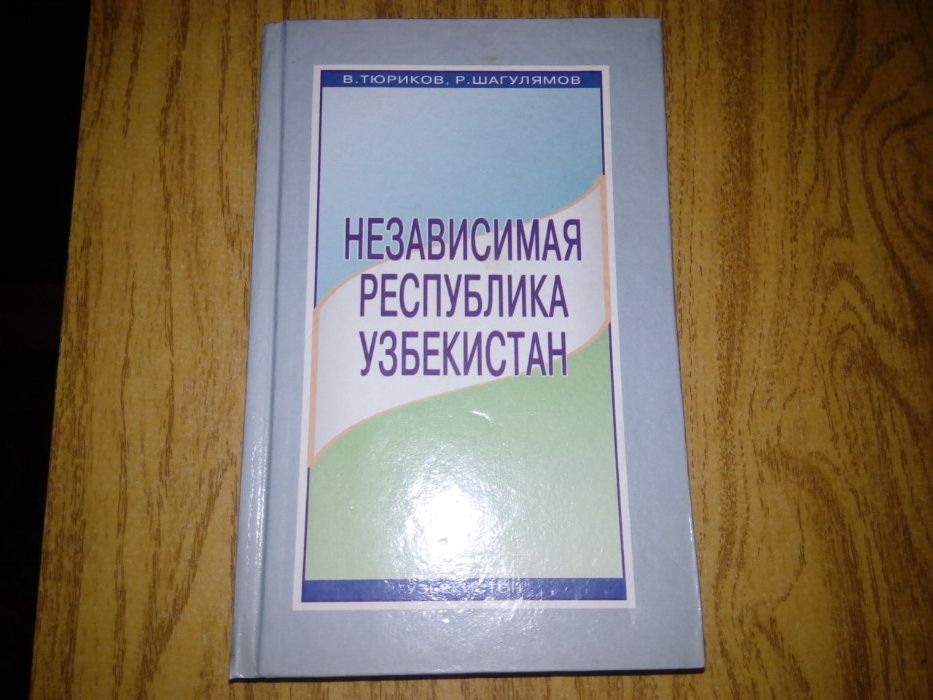 В.ТЮРИКОВ, Р.ШАГУЛЯМОВ
НЕЗАВИСИМАЯ
РЕСПУБЛИКА
УЗБЕКИСТАН